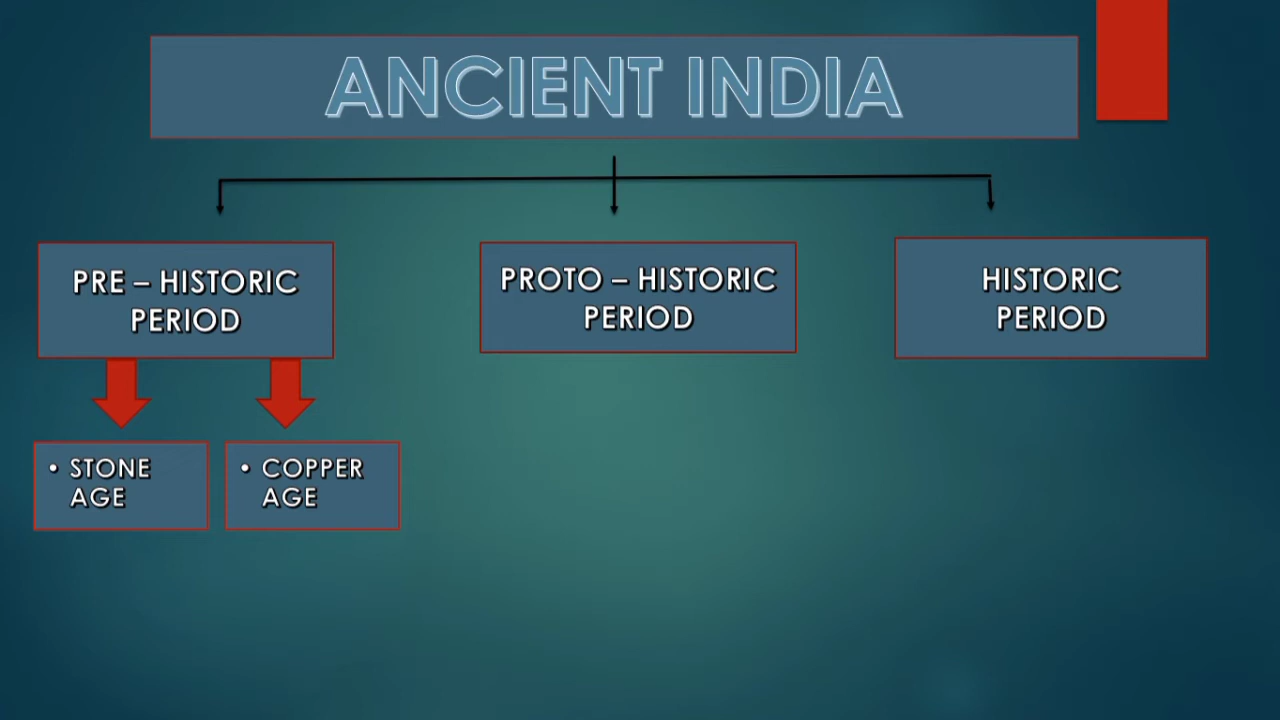 ANCIENT INDIA
PRE – HISTORIC
PERIOD
PROTO – HISTORIC
PERIOD
HISTORIC
PERIOD
• STONE
AGE
• COPPER
AGE